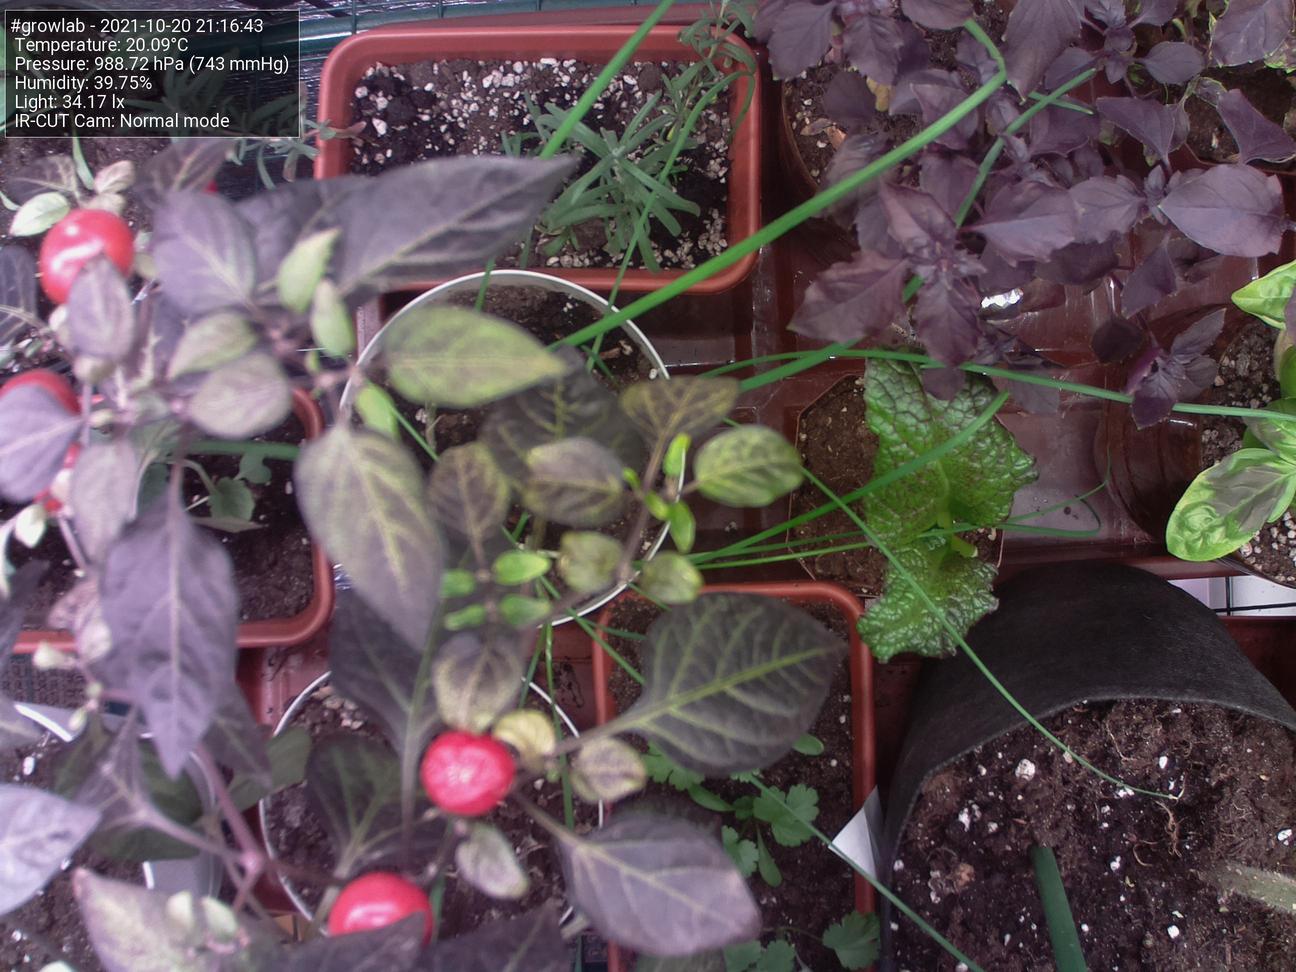 #growlab - 2021-10-20 21:16:43
Temperature: 20.09°C
Pressure: 988.72 hPa (743 mmHg)
Humidity: 39.75%
Light: 34.17 lx
IR-CUT Cam: Normal mode